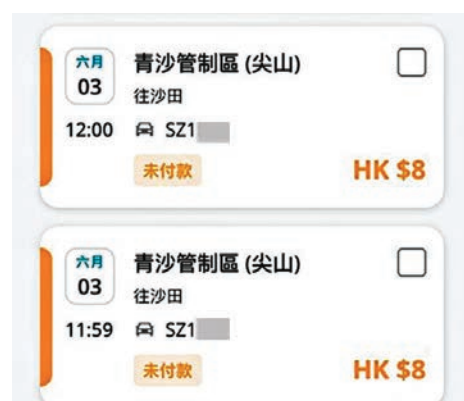 六月
03
青沙管制區 (尖山)
往沙田
12:00 SZ1
未付款 HK $8
六月
03
青沙管制區 (尖山)
往沙田
11:59 SZ1
未付款 HK $8